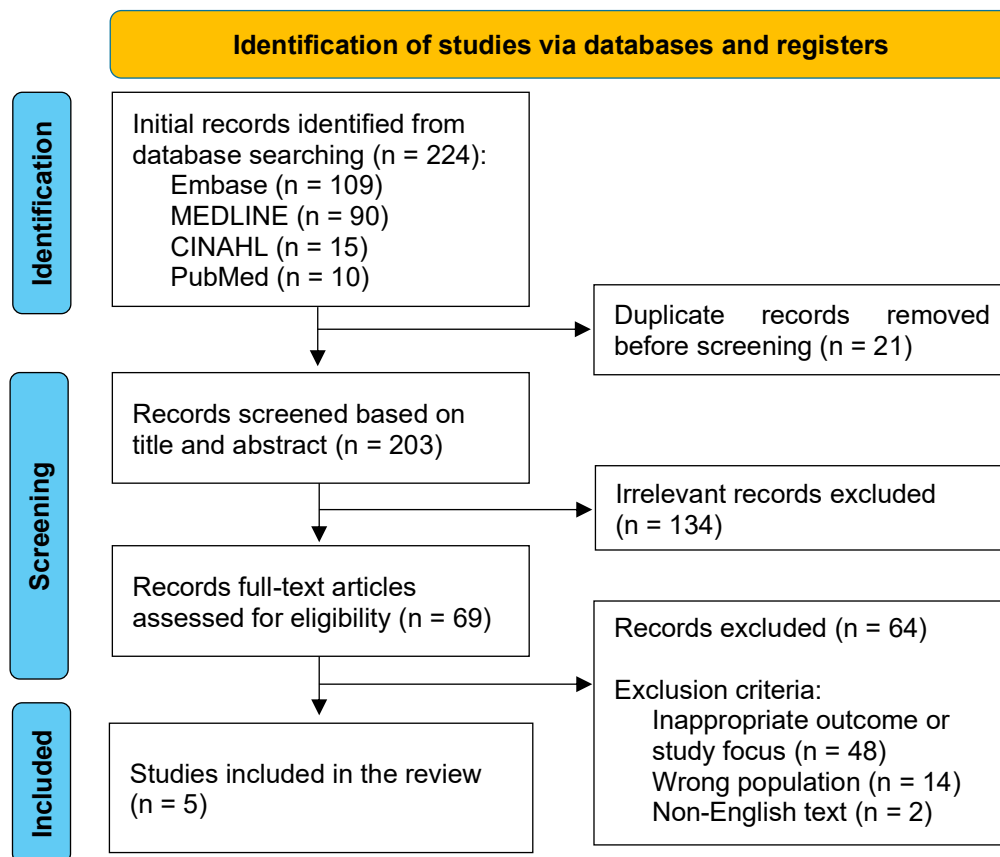 Identification of studies via databases and registers
Identification
Initial records identified from
database searching (n = 224):
Embase (n = 109)
MEDLINE (n = 90)
CINAHL (n = 15)
PubMed (n = 10)
Duplicate records removed
before screening (n = 21)
Screening
Records screened based on
title and abstract (n = 203)
Irrelevant records excluded
(n = 134)
Records full-text articles
assessed for eligibility (n = 69)
Records excluded (n = 64)
Exclusion criteria:
Inappropriate outcome or
study focus (n = 48)
Wrong population (n = 14)
Non-English text (n = 2)
Included
Studies included in the review
(n = 5)